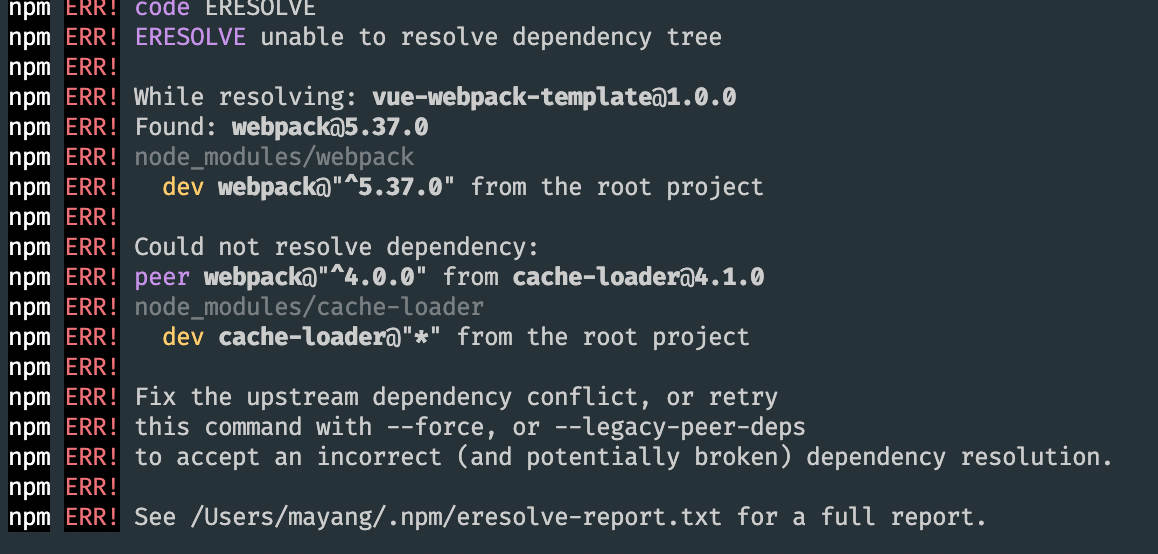 npm ERR! code ERESOLVE
npm ERR! ERESOLVE unable to resolve dependency tree
npm ERR!
npm ERR! While resolving: vue-webpack-template@1.0.0
npm ERR! Found: webpack@5.37.0
npm ERR! node_modules/webpack
npm ERR!   dev webpack@"^5.37.0" from the root project
npm ERR!
npm ERR! Could not resolve dependency:
npm ERR! peer webpack@"^4.0.0" from cache-loader@4.1.0
npm ERR! node_modules/cache-loader
npm ERR!   dev cache-loader@"*" from the root project
npm ERR!
npm ERR! Fix the upstream dependency conflict, or retry
npm ERR! this command with --force, or --legacy-peer-deps
npm ERR! to accept an incorrect (and potentially broken) dependency resolution.
npm ERR!
npm ERR! See /Users/mayang/.npm/eresolve-report.txt for a full report.